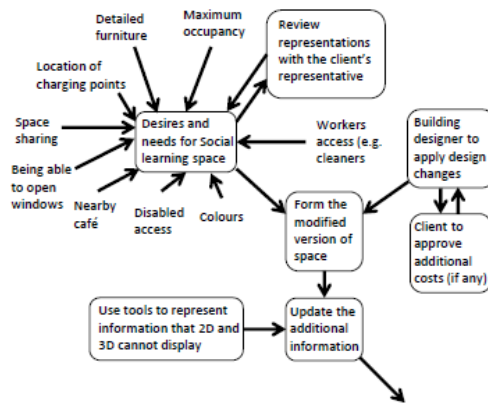 Detailed
furniture
Maximum
occupancy
Review
representations
with the client's
representative
Location of
charging points
Space
sharing
Desires and
needs for Social
learning space
Workers
access (e.g.
cleaners
Building
designer to
apply design
changes
Being able
to open
windows
Nearby
café
Disabled
access
Colours
Form the
modified
version of
space
Client to
approve
additional
costs (if any)
Use tools to represent
information that 2D and
3D cannot display
Update the
additional
information